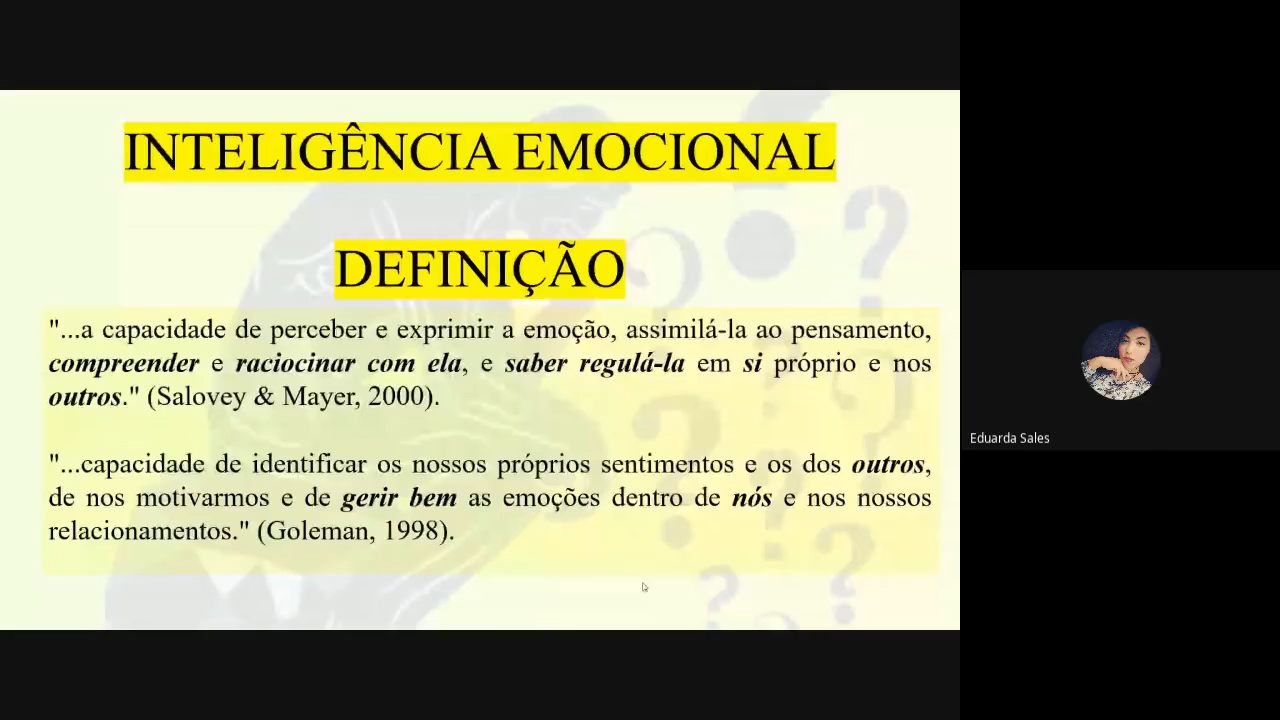 INTELIGÊNCIA EMOCIONAL
DEFINIÇÃO
"...a capacidade de perceber e exprimir a emoção, assimilá-la ao pensamento,
compreender e raciocinar com ela, e saber regulá-la em si próprio e nos
outros." (Salovey & Mayer, 2000).
"...capacidade de identificar os nossos próprios sentimentos e os dos outros,
de nos motivarmos e de gerir bem as emoções dentro de nós e nos nossos
relacionamentos." (Goleman, 1998).
Eduarda Sales